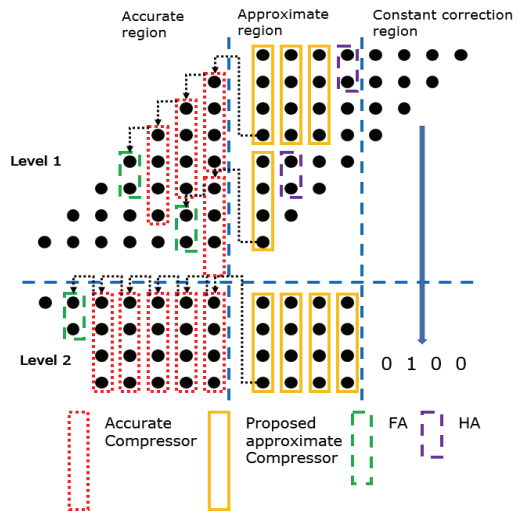 Accurate region
Approximate region
Constant correction region
Level 1
Level 2
0 1 0 0
Accurate Compressor
Proposed approximate Compressor
FA
HA